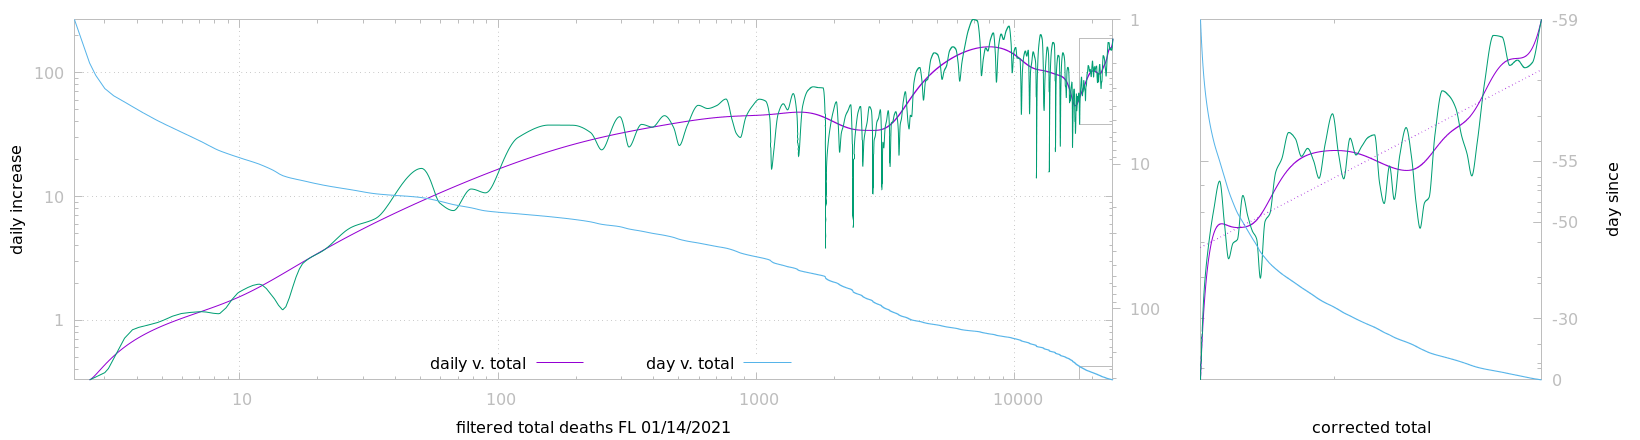 daily increase
100
10
1
10
100
1000
10000
daily v. total
day v. total
filtered total deaths FL 01/14/2021
1
10
100
corrected total
-59
-55
-50
-30
0
day since